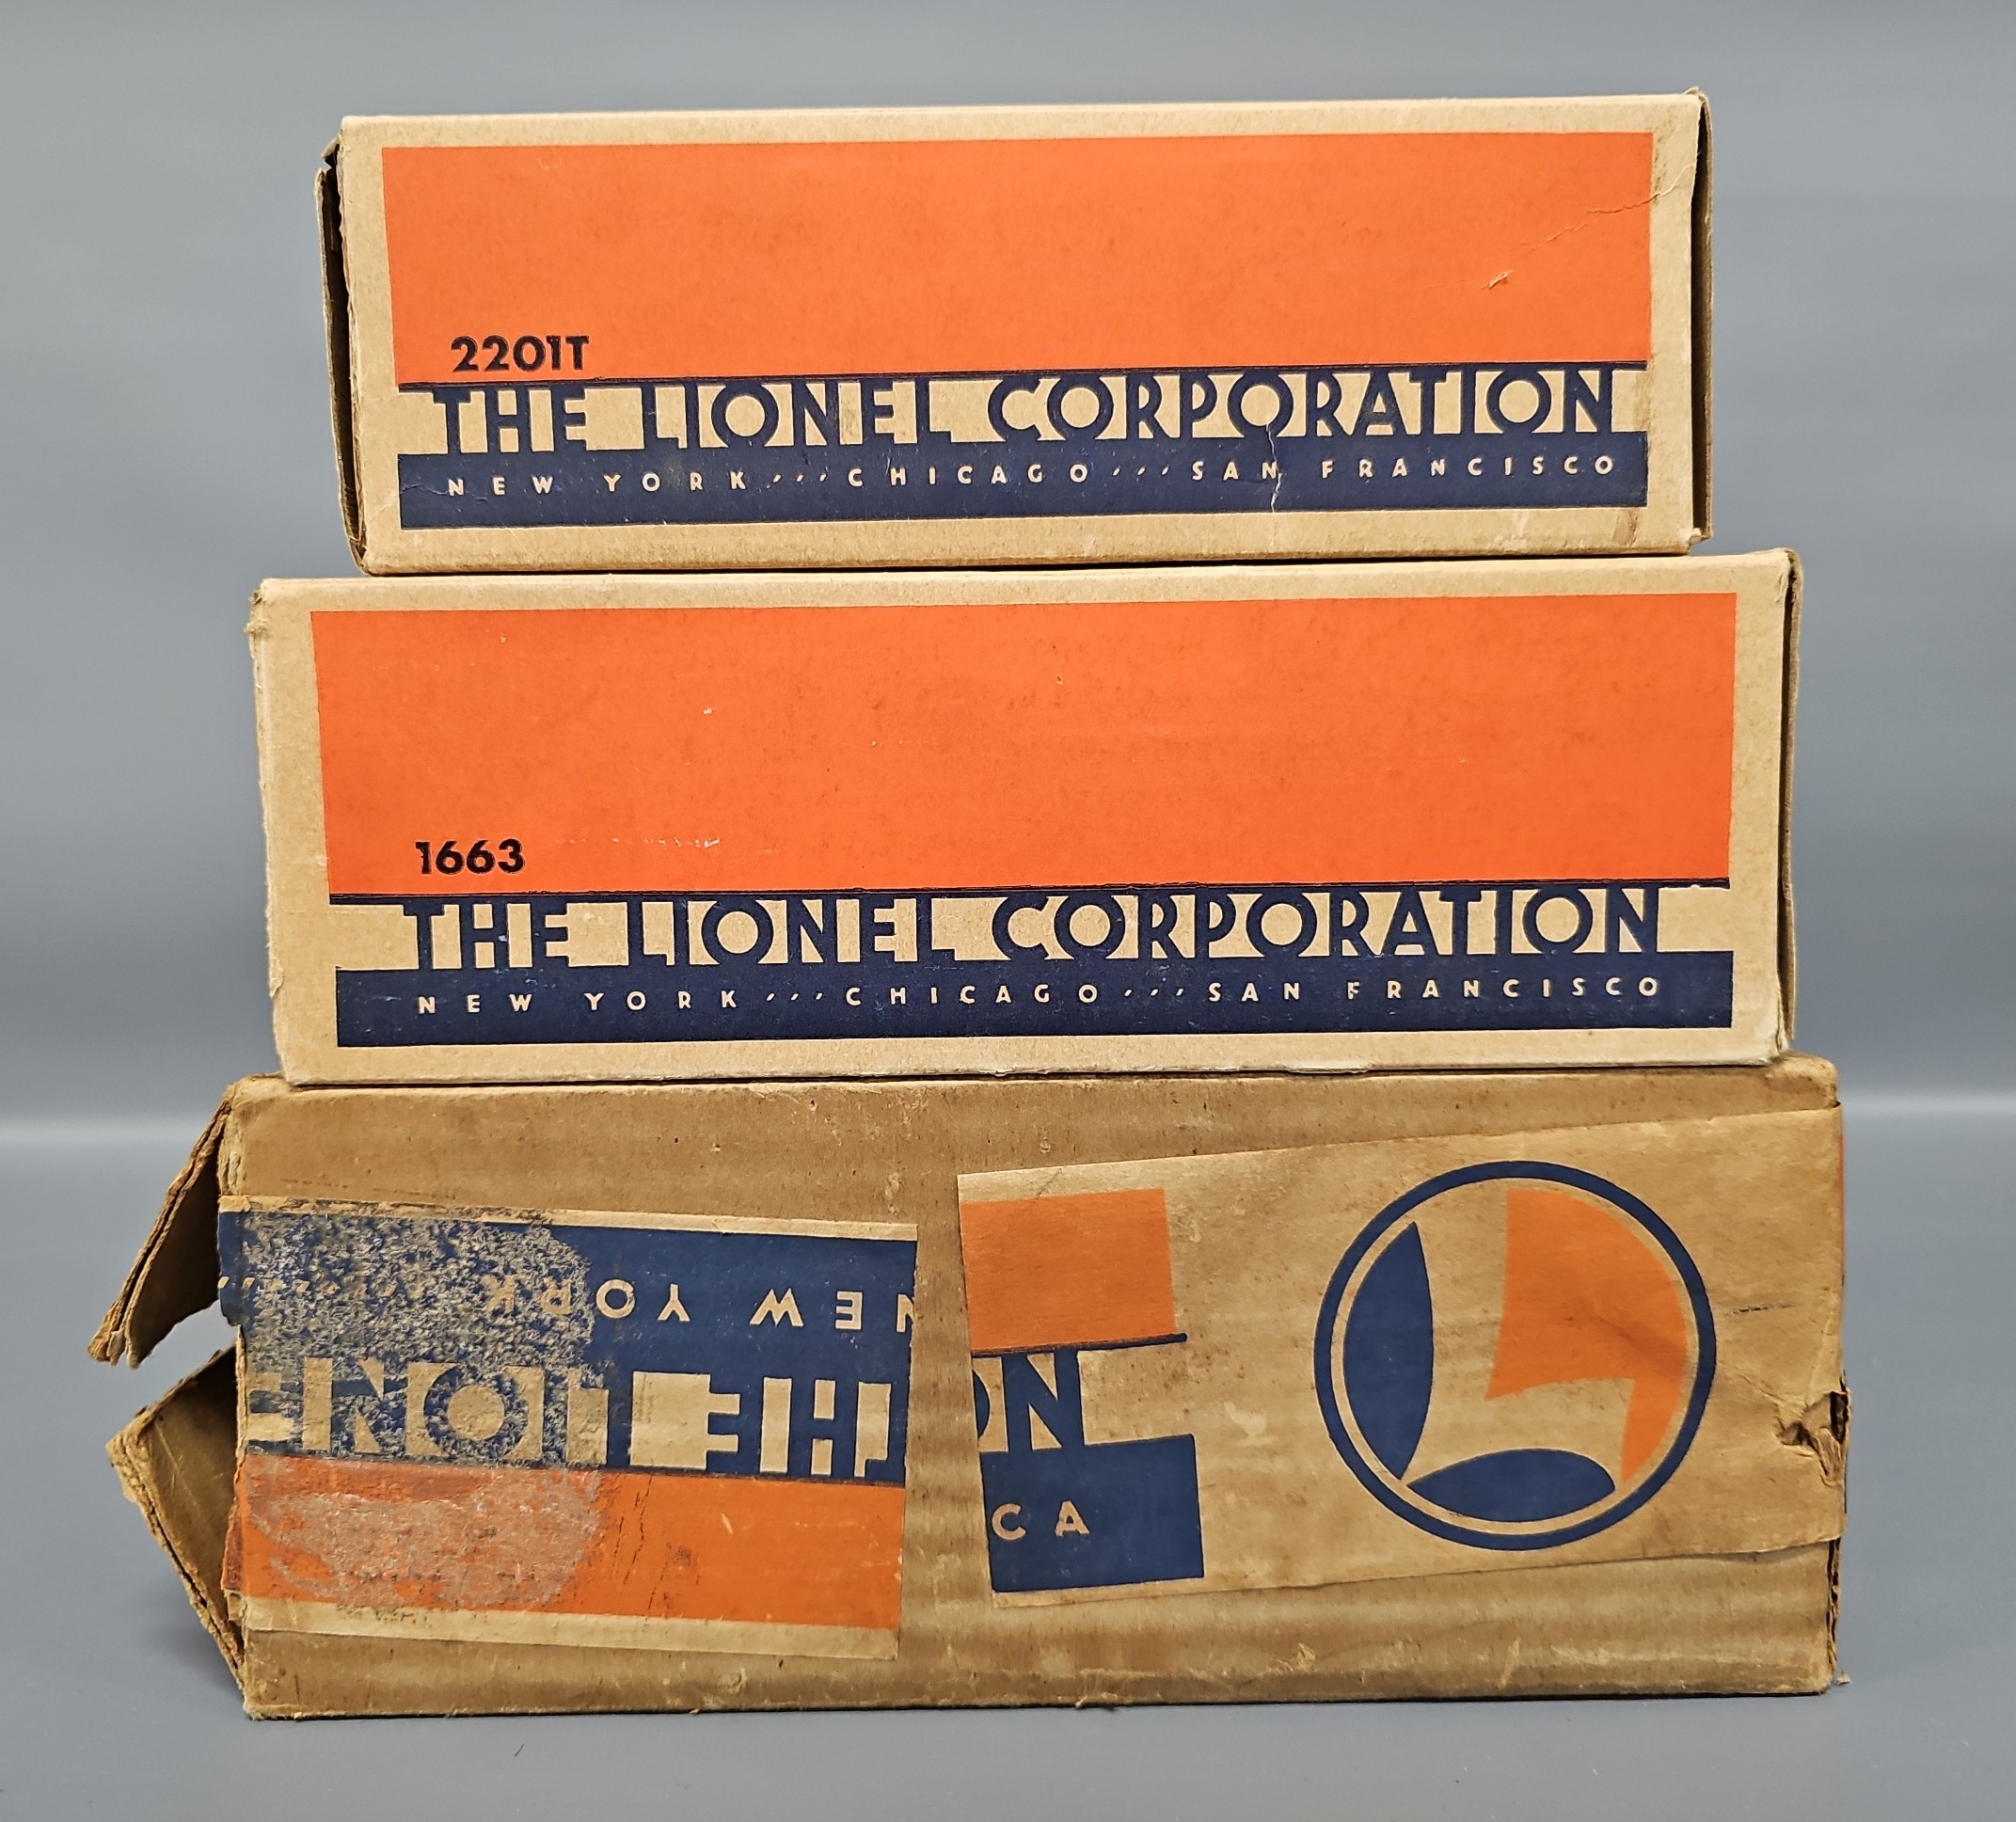 2201T
THE LIONEL CORPORATION
NEW YORK ، ، ، CHICAGO ، ، ، SAN FRANCISCO
1663
THE LIONEL CORPORATION
NEW YORK ، ، ، CHICAGO ، ، ، SAN FRANCISCO
NEW YORK
THE LIONE
ON
CA
L